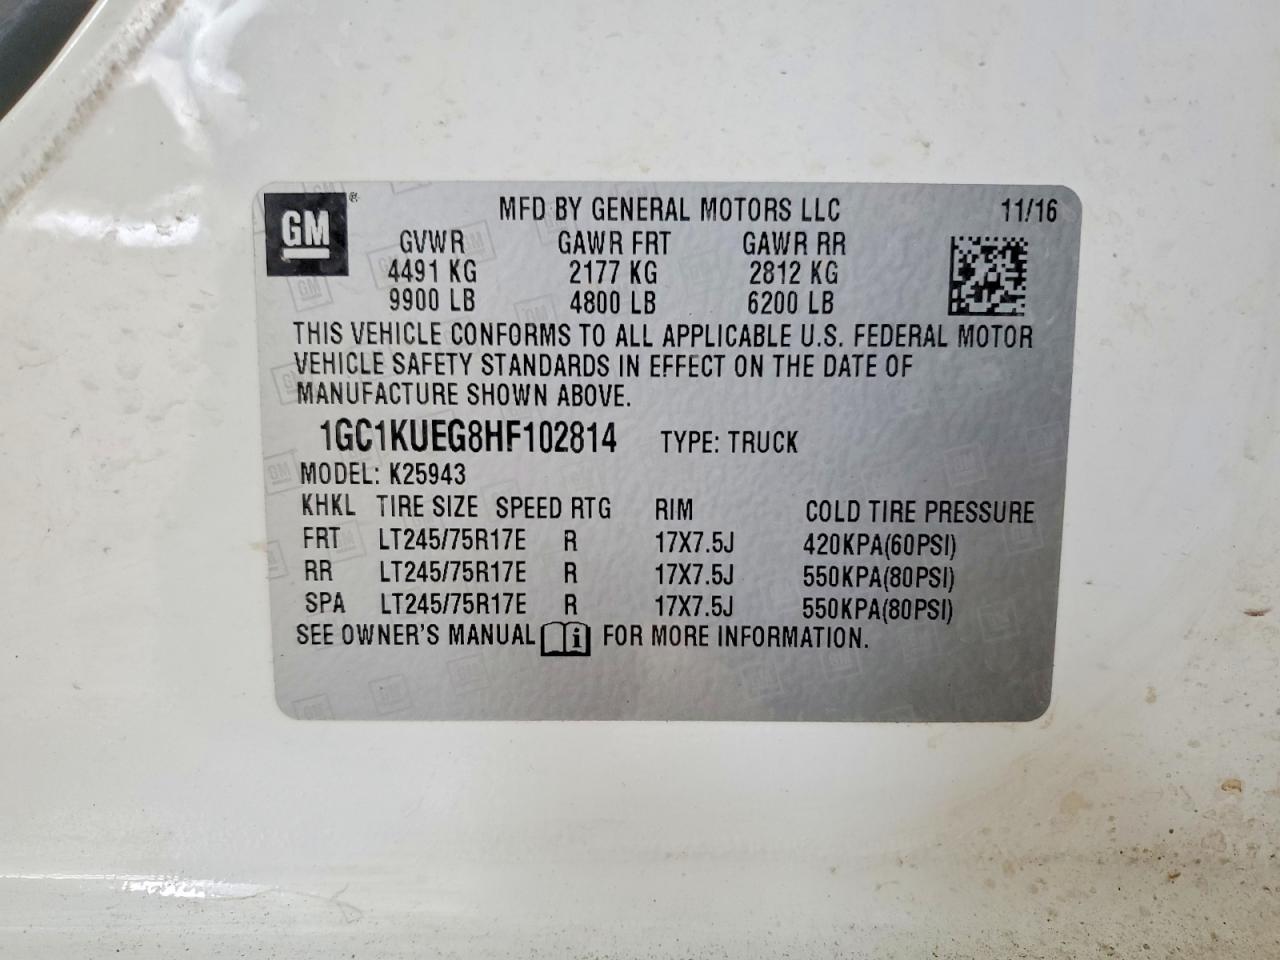 GM ® MFD BY GENERAL MOTORS LLC 11/16
GVWR GAWR FRT GAWR RR
4491 KG 2177 KG 2812 KG
9900 LB 4800 LB 6200 LB
THIS VEHICLE CONFORMS TO ALL APPLICABLE U.S. FEDERAL MOTOR
VEHICLE SAFETY STANDARDS IN EFFECT ON THE DATE OF
MANUFACTURE SHOWN ABOVE.
1GC1KUEG8HF102814 TYPE: TRUCK
MODEL: K25943
KHKL TIRE SIZE SPEED RTG RIM COLD TIRE PRESSURE
FRT LT245/75R17E R 17X7.5J 420KPA(60PSI)
RR LT245/75R17E R 17X7.5J 550KPA(80PSI)
SPA LT245/75R17E R 17X7.5J 550KPA(80PSI)
SEE OWNER'S MANUAL i FOR MORE INFORMATION.